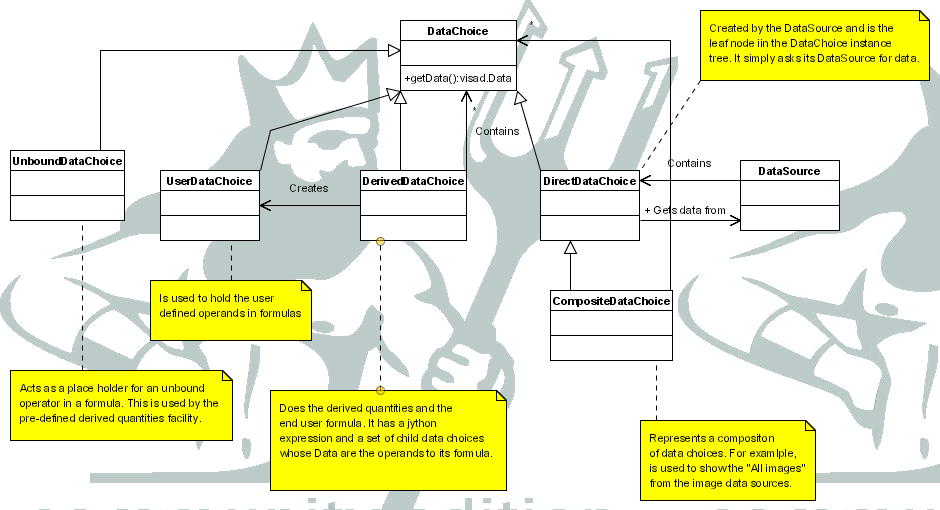 DataChoice
*
+getData():visad.Data
Created by the DataSource and is the
leaf node iin the DataChoice instance
tree. It simply asks its DataSource for data.
*
Contains
UnboundDataChoice
UserDataChoice
Creates
DerivedDataChoice
DirectDataChoice
Contains
DataSource
+ Gets data from
Is used to hold the user
defined operands in formulas
CompositeDataChoice
Acts as a place holder for an unbound
operator in a formula. This is used by the
pre-defined derived quantities facility.
Does the derived quantities and the
end user formula. It has a jython
expression and a set of child data choices
whose Data are the operands to its formula.
Represents a compositon
of data choices. For examlple,
is used to showthe "All images"
from the image data sources.